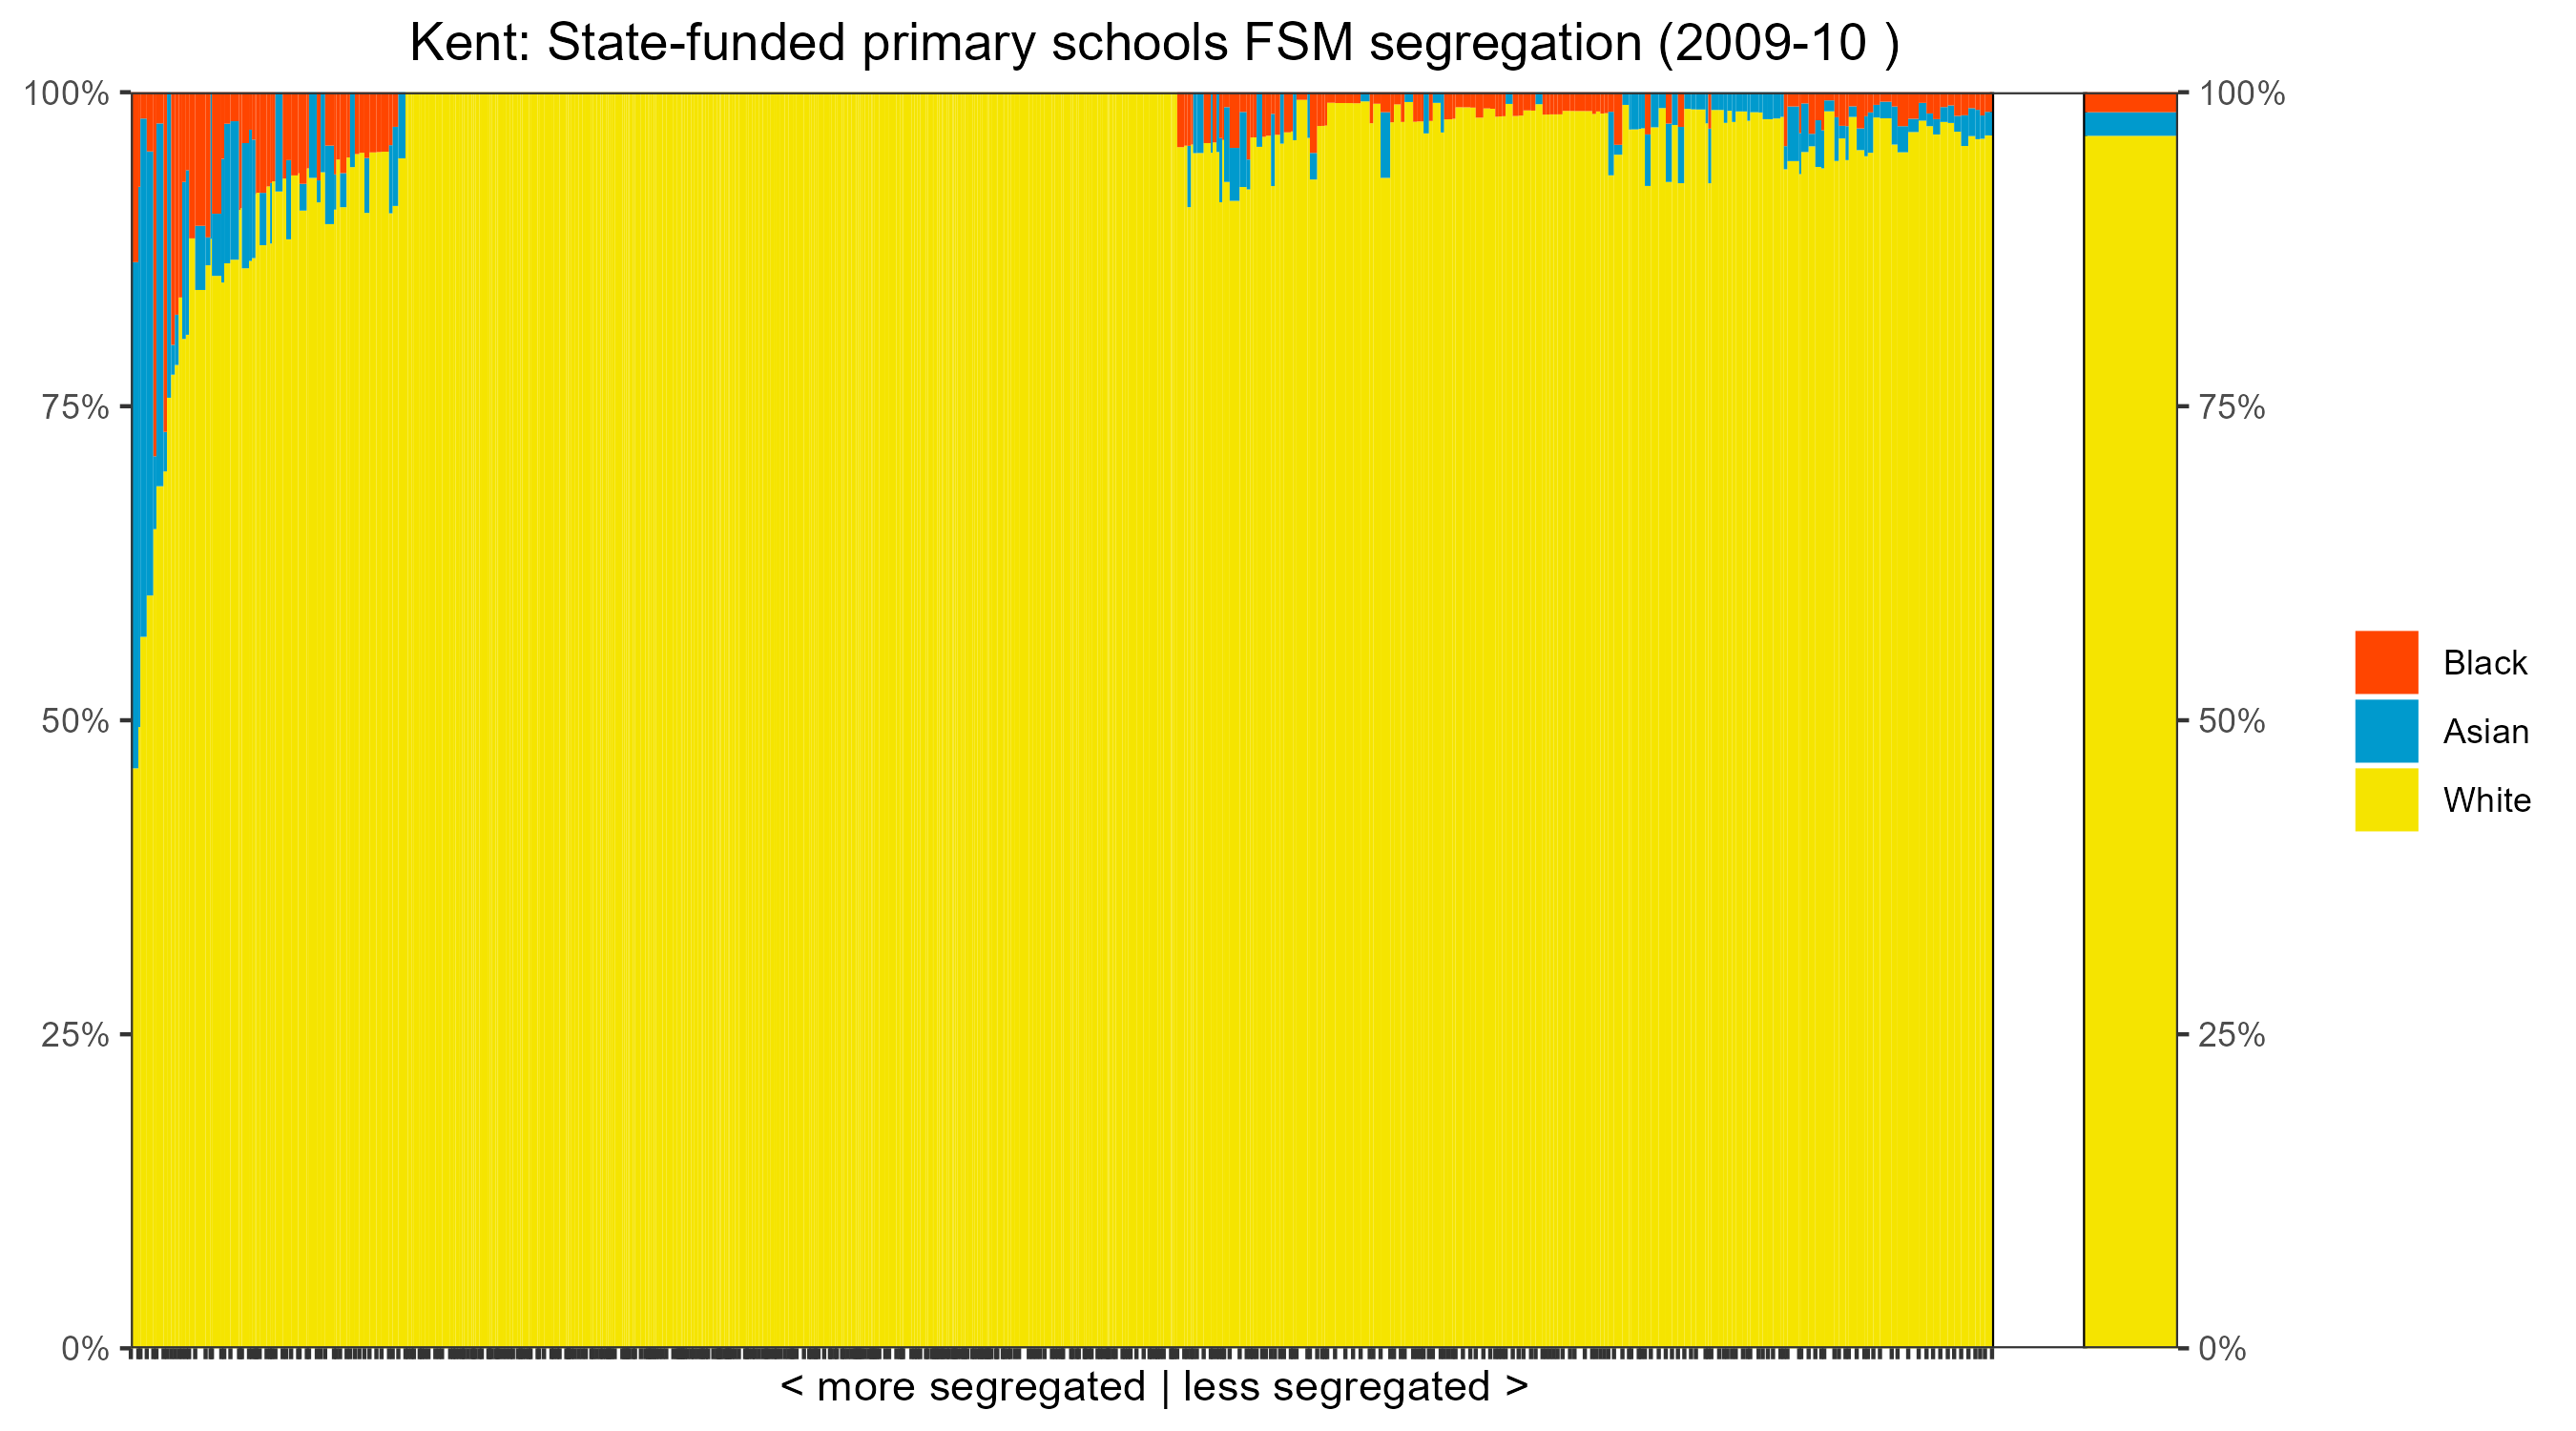 Kent: State-funded primary schools FSM segregation (2009-10 )
100%
75%
50%
25%
0%
100%
75%
50%
25%
0%
Black
Asian
White
< more segregated | less segregated >